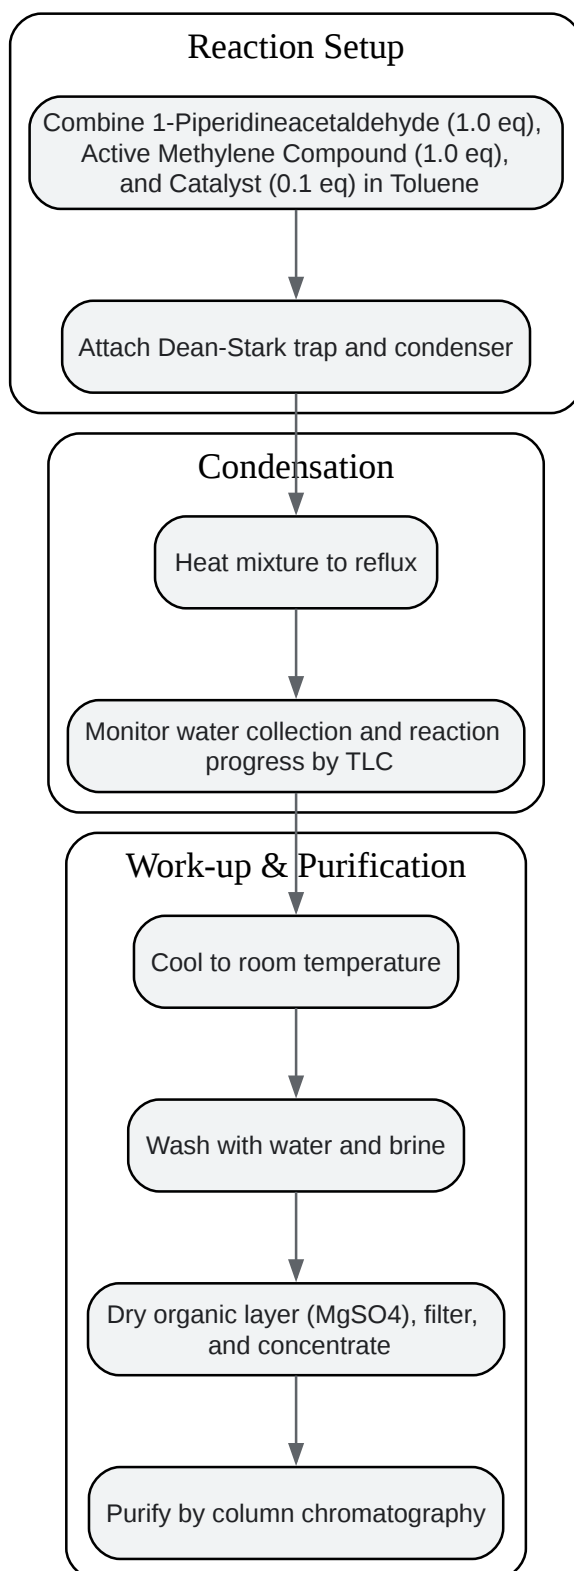 Reaction Setup
Combine 1-Piperidineacetaldehyde (1.0 eq),
Active Methylene Compound (1.0 eq),
and Catalyst (0.1 eq) in Toluene
Attach Dean-Stark trap and condenser
Condensation
Heat mixture to reflux
Monitor water collection and reaction
progress by TLC
Work-up & Purification
Cool to room temperature
Wash with water and brine
Dry organic layer (MgSO4), filter,
and concentrate
Purify by column chromatography